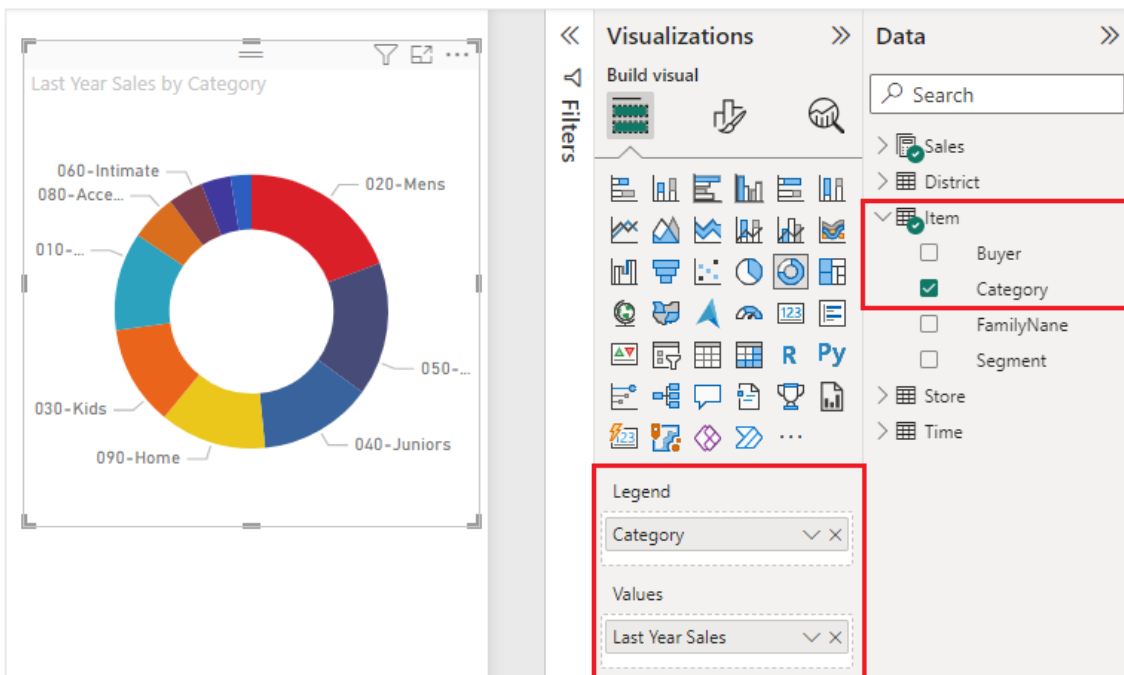 Last Year Sales by Category
060-Intimate
020-Mens
080-Acce...
010-...
050-...
030-Kids
040-Juniors
090-Home
Filters
Visualizations
Build visual
123
R
Py
123
Legend
Category
Values
Last Year Sales
Data
Search
Sales
District
Item
Buyer
Category
FamilyNane
Segment
Store
Time